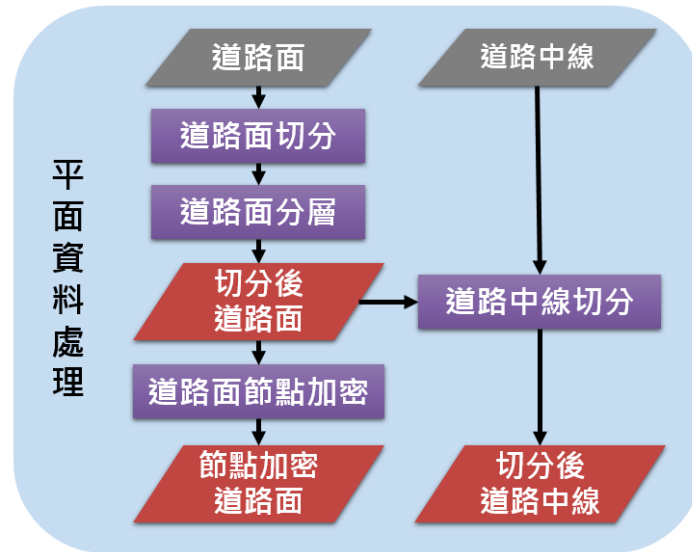 平面資料處理
道路面
道路中線
道路面切分
道路面分層
切分後
道路面
道路中線切分
道路面節點加密
節點加密
道路面
切分後
道路中線